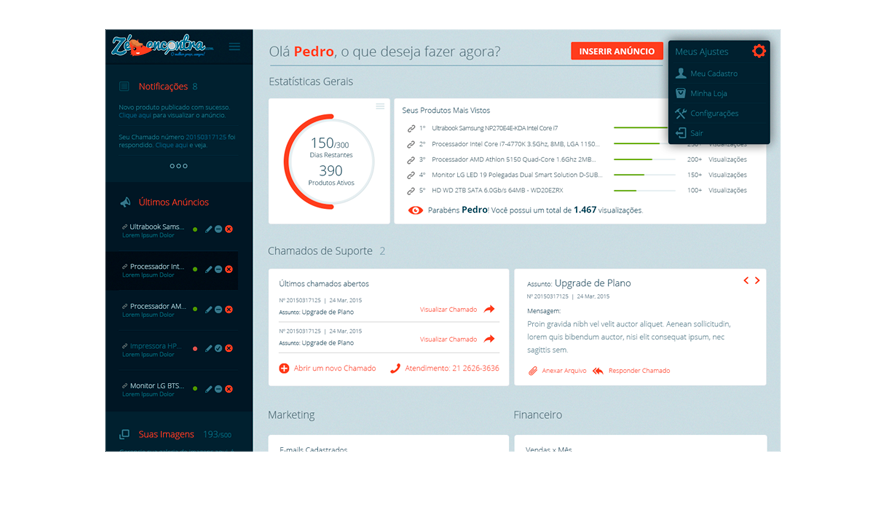 Zé encontra.com
Notificações 8
Novo produto publicado com sucesso.
Clique aqui para visualizar o anúncio.
Seu Chamado número 20150317125 foi
respondido. Clique aqui e veja.
Últimos Anúncios
Ultrabook Sams...
Lorem Ipsum Dolor
Processador Int...
Lorem Ipsum Dolor
Processador AM...
Lorem Ipsum Dolor
Impressora HP...
Lorem Ipsum Dolor
Monitor LG BTS...
Lorem Ipsum Dolor
Suas Imagens 193/500
Olá Pedro, o que deseja fazer agora?
INSERIR ANÚNCIO
Meus Ajustes
Meu Cadastro
Minha Loja
Configurações
Sair
Estatísticas Gerais
150/300
Dias Restantes
390
Produtos Ativos
Seus Produtos Mais Vistos
1º Ultrabook Samsung NP270E4E-KDA Intel Core i7
2º Processador Intel Core i7-4770K 3.5Ghz, 8MB, LGA 1150... Visualizações
3º Processador AMD Athlon 5150 Quad-Core 1.6Ghz 2MB... 200+ Visualizações
4º Monitor LG LED 19 Polegadas Dual Smart Solution D-SUB... 150+ Visualizações
5º HD WD 2TB SATA 6.0Gb/s 64MB - WD20EZRX 100+ Visualizações
Parabéns Pedro! Você possui um total de 1.467 visualizações.
Chamados de Suporte 2
Últimos chamados abertos
Nº 20150317125 | 24 Mar, 2015
Assunto: Upgrade de Plano
Visualizar Chamado
Nº 20150317125 | 24 Mar, 2015
Assunto: Upgrade de Plano
Visualizar Chamado
Abrir um novo Chamado
Atendimento: 21 2626-3636
Assunto: Upgrade de Plano
Nº 20150317125 | 24 Mar, 2015
Mensagem:
Proin gravida nibh vel velit auctor aliquet. Aenean sollicitudin,
lorem quis bibendum auctor, nisi elit consequat ipsum, nec
sagittis sem.
Anexar Arquivo
Responder Chamado
Marketing
Financeiro
E-mails Cadastrados
Vendas x Mês